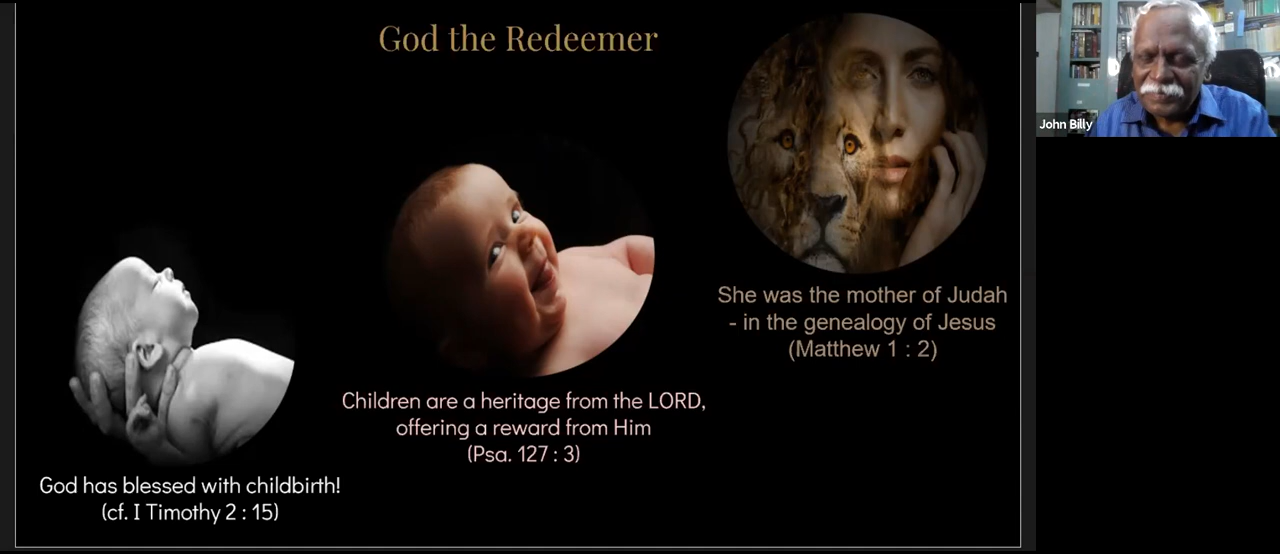 God the Redeemer
John Billy
She was the mother of Judah
- in the genealogy of Jesus
(Matthew 1 : 2)
Children are a heritage from the LORD,
offering a reward from Him
(Psa. 127 : 3)
God has blessed with childbirth!
(cf. I Timothy 2 : 15)